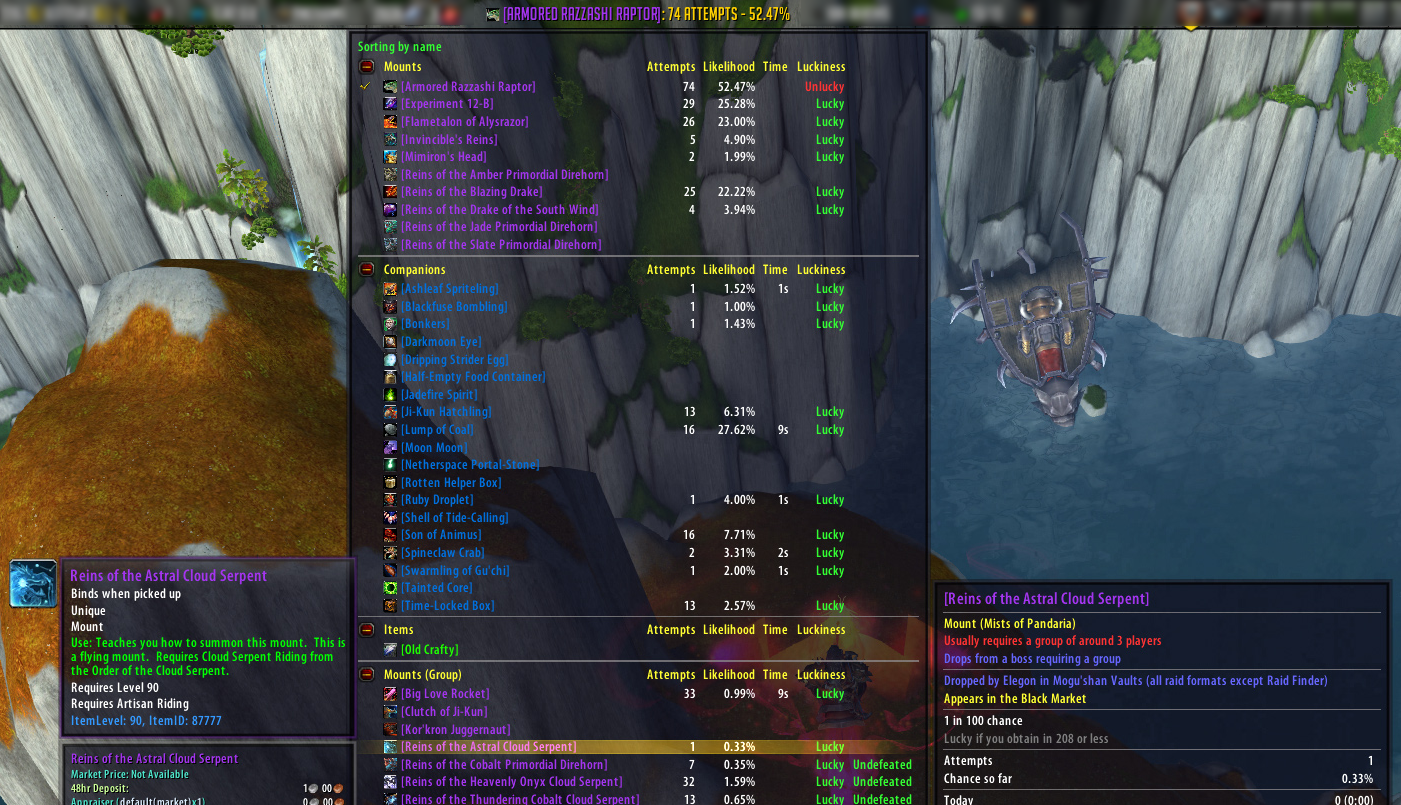 [ARMORED RAZZASHI RAPTOR]: 74 ATTEMPTS - 52.47%
Sorting by name
Mounts Attempts Likelihood Time Luckiness
[Armored Razzashi Raptor] 74 52.47% Unlucky
[Experiment 12-B] 29 25.28% Lucky
[Flametalon of Alysrazor] 26 23.00% Lucky
[Invincible's Reins] 5 4.90% Lucky
[Mimiron's Head] 2 1.99% Lucky
[Reins of the Amber Primordial Direhorn]
[Reins of the Blazing Drake] 25 22.22% Lucky
[Reins of the Drake of the South Wind] 4 3.94% Lucky
[Reins of the Jade Primordial Direhorn]
[Reins of the Slate Primordial Direhorn]
Companions Attempts Likelihood Time Luckiness
[Ashleaf Spriteling] 1 1.52% 1s Lucky
[Blackfuse Bombling] 1 1.00% Lucky
[Bonkers] 1 1.43% Lucky
[Darkmoon Eye]
[Dripping Strider Egg]
[Half-Empty Food Container]
[Jadefire Spirit]
[Ji-Kun Hatchling] 13 6.31% Lucky
[Lump of Coal] 16 27.62% 9s Lucky
[Moon Moon]
[Netherspace Portal-Stone]
[Rotten Helper Box]
[Ruby Droplet] 1 4.00% 1s Lucky
[Shell of Tide-Calling]
[Son of Animus] 16 7.71% Lucky
[Spineclaw Crab] 2 3.31% 2s Lucky
[Swarmling of Gu'chi] 1 2.00% 1s Lucky
[Tainted Core]
[Time-Locked Box] 13 2.57% Lucky
Items Attempts Likelihood Time Luckiness
[Old Crafty]
Mounts (Group) Attempts Likelihood Time Luckiness
[Big Love Rocket] 33 0.99% 9s Lucky
[Clutch of Ji-Kun]
[Kor'kron Juggernaut]
[Reins of the Astral Cloud Serpent] 1 0.33% Lucky
[Reins of the Cobalt Primordial Direhorn] 7 0.35% Lucky Undefeated
[Reins of the Heavenly Onyx Cloud Serpent] 32 1.59% Lucky Undefeated
[Reins of the Thundering Cobalt Cloud Serpent] 13 0.65% Lucky Undefeated
Reins of the Astral Cloud Serpent
Binds when picked up
Unique
Mount
Use: Teaches you how to summon this mount. This is
a flying mount. Requires Cloud Serpent Riding from
the Order of the Cloud Serpent.
Requires Level 90
Requires Artisan Riding
ItemLevel: 90, ItemID: 87777
Reins of the Astral Cloud Serpent
Market Price: Not Available
48hr Deposit: 1 00
Appraiser (default(market)x1) 0 00
[Reins of the Astral Cloud Serpent]
Mount (Mists of Pandaria)
Usually requires a group of around 3 players
Drops from a boss requiring a group
Dropped by Elegon in Mogu'shan Vaults (all raid formats except Raid Finder)
Appears in the Black Market
1 in 100 chance
Lucky if you obtain in 208 or less
Attempts 1
Chance so far 0.33%
Today 0 (0:00)